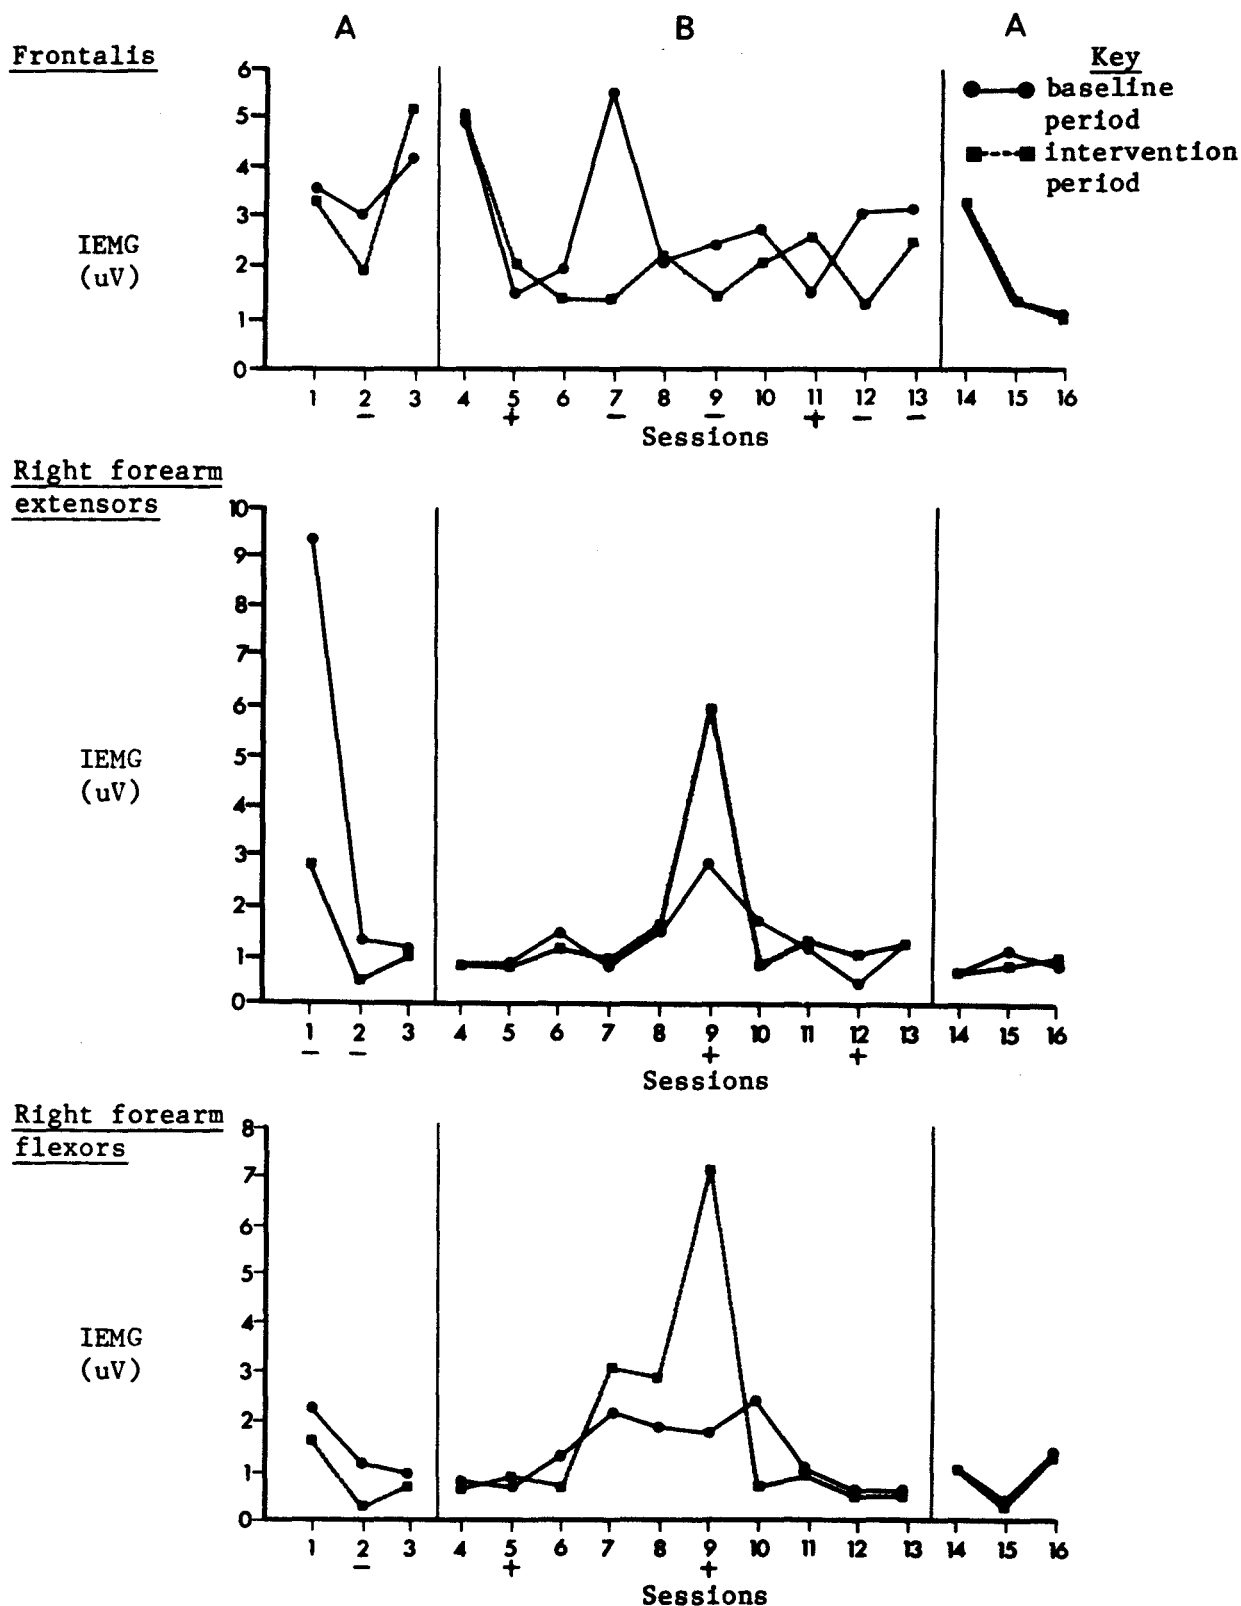 A B A
Frontalis
Key
baseline
period
intervention
period
6
5
4
3
2
1
0
IEMG
(uV)
1 2 3 4 5 6 7 8 9 10 11 12 13 14 15 16
− + − − + − −
Sessions
Right forearm
extensors
10
9
8
7
6
5
4
3
2
1
0
IEMG
(uV)
1 2 3 4 5 6 7 8 9 10 11 12 13 14 15 16
− − + +
Sessions
Right forearm
flexors
8
7
6
5
4
3
2
1
0
IEMG
(uV)
1 2 3 4 5 6 7 8 9 10 11 12 13 14 15 16
− + +
Sessions